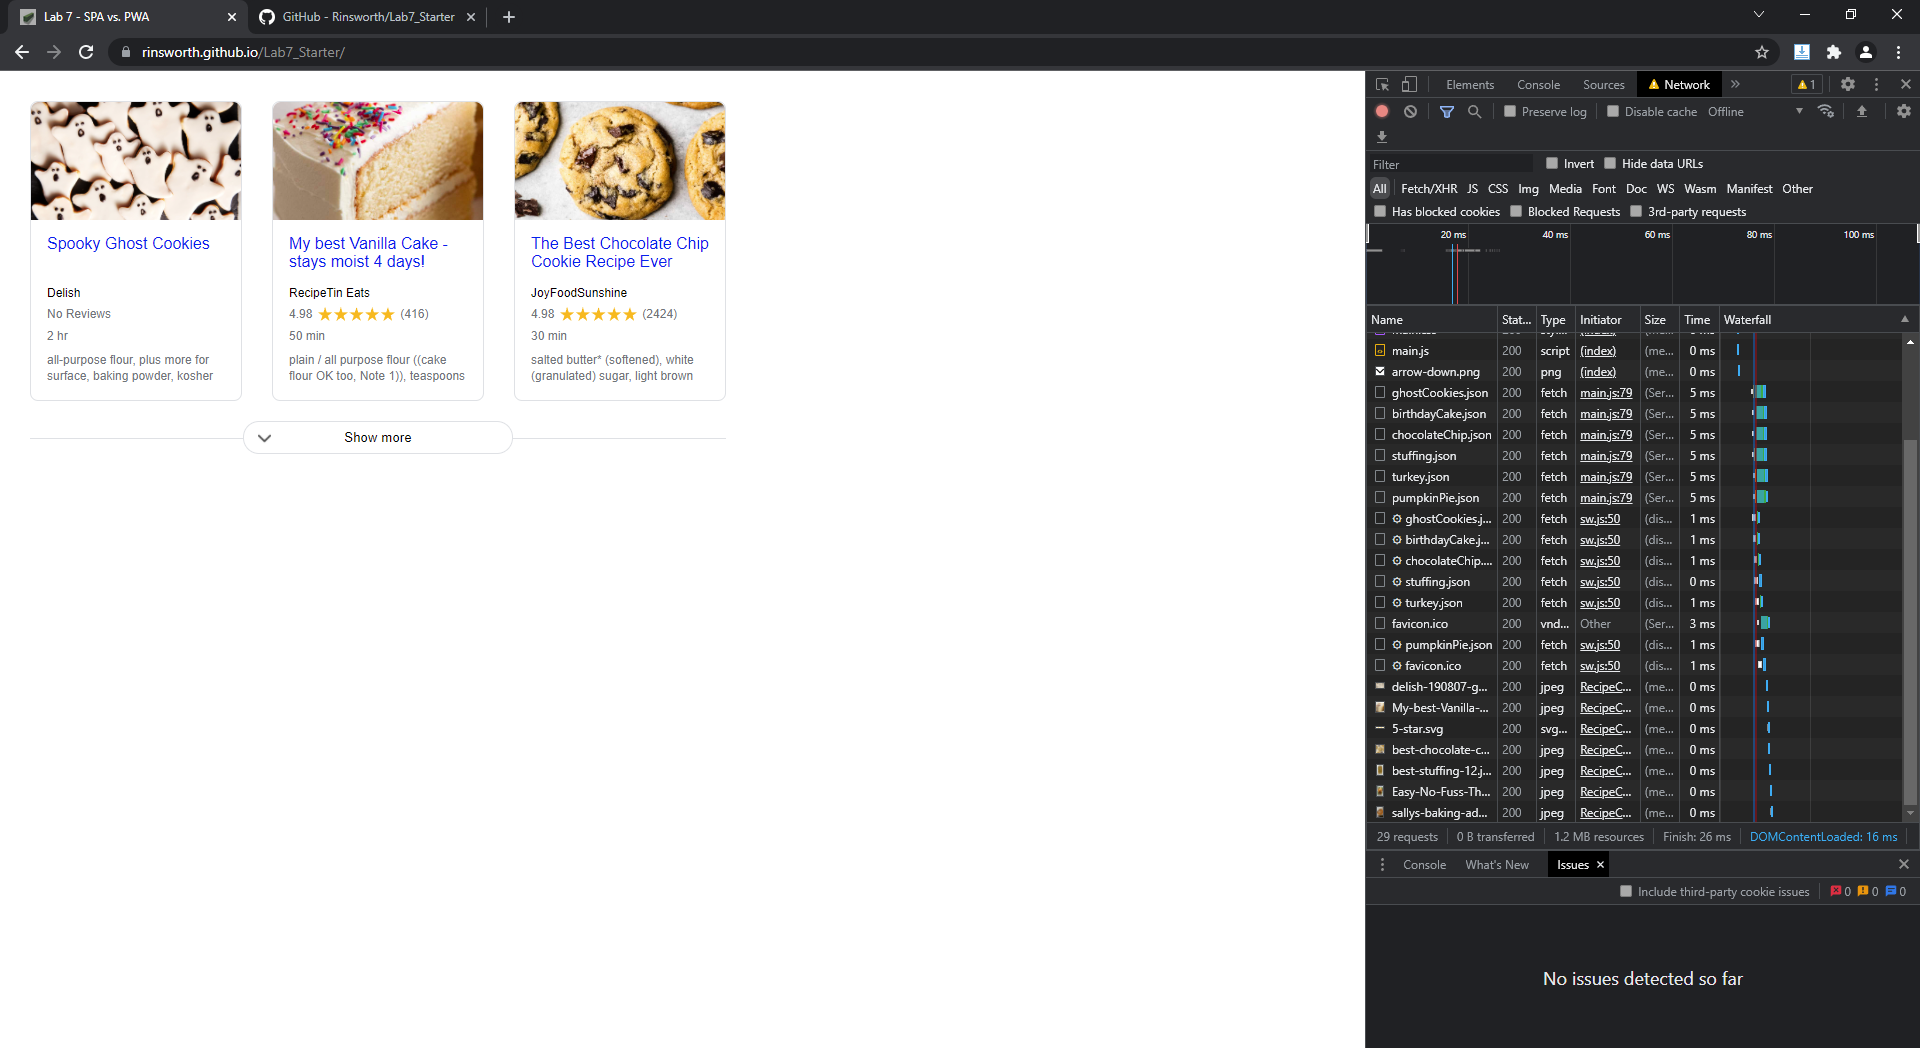 Lab 7 - SPA vs. PWA
GitHub - Rinsworth/Lab7_Starter
rinsworth.github.io/Lab7_Starter/
Spooky Ghost Cookies
Delish
No Reviews
2 hr
all-purpose flour, plus more for
surface, baking powder, kosher
My best Vanilla Cake -
stays moist 4 days!
RecipeTin Eats
4.98 (416)
50 min
plain / all purpose flour ((cake
flour OK too, Note 1)), teaspoons
The Best Chocolate Chip
Cookie Recipe Ever
JoyFoodSunshine
4.98 (2424)
30 min
salted butter* (softened), white
(granulated) sugar, light brown
Show more
Elements Console Sources Network 1
Preserve log Disable cache Offline
Filter Invert Hide data URLs
All Fetch/XHR JS CSS Img Media Font Doc WS Wasm Manifest Other
Has blocked cookies Blocked Requests 3rd-party requests
20 ms 40 ms 60 ms 80 ms 100 ms
Name Stat... Type Initiator Size Time Waterfall
main.js 200 script (index) (me... 0 ms
arrow-down.png 200 png (index) (me... 0 ms
ghostCookies.json 200 fetch main.js:79 (Ser... 5 ms
birthdayCake.json 200 fetch main.js:79 (Ser... 5 ms
chocolateChip.json 200 fetch main.js:79 (Ser... 5 ms
stuffing.json 200 fetch main.js:79 (Ser... 5 ms
turkey.json 200 fetch main.js:79 (Ser... 5 ms
pumpkinPie.json 200 fetch main.js:79 (Ser... 5 ms
ghostCookies.j... 200 fetch sw.js:50 (dis... 1 ms
birthdayCake.j... 200 fetch sw.js:50 (dis... 1 ms
chocolateChip.... 200 fetch sw.js:50 (dis... 1 ms
stuffing.json 200 fetch sw.js:50 (dis... 0 ms
turkey.json 200 fetch sw.js:50 (dis... 1 ms
favicon.ico 200 vnd... Other (Ser... 3 ms
pumpkinPie.json 200 fetch sw.js:50 (dis... 1 ms
favicon.ico 200 fetch sw.js:50 (dis... 1 ms
delish-190807-g... 200 jpeg RecipeC... (me... 0 ms
My-best-Vanilla-... 200 jpeg RecipeC... (me... 0 ms
5-star.svg 200 svg... RecipeC... (me... 0 ms
best-chocolate-c... 200 jpeg RecipeC... (me... 0 ms
best-stuffing-12.j... 200 jpeg RecipeC... (me... 0 ms
Easy-No-Fuss-Th... 200 jpeg RecipeC... (me... 0 ms
sallys-baking-ad... 200 jpeg RecipeC... (me... 0 ms
29 requests 0 B transferred 1.2 MB resources Finish: 26 ms DOMContentLoaded: 16 ms
Console What's New Issues
Include third-party cookie issues 0 0 0
No issues detected so far